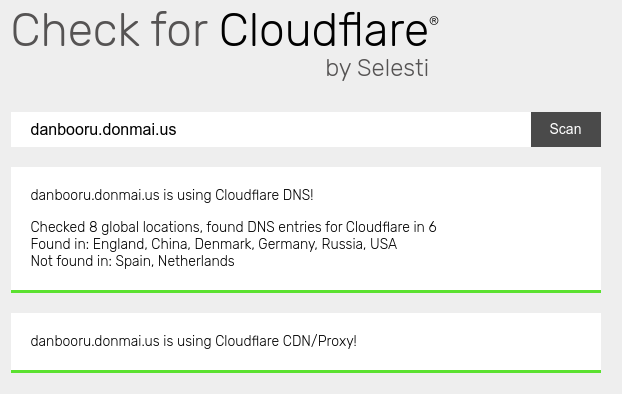 Check for Cloudflare®
by Selesti
danbooru.donmai.us
Scan
danbooru.donmai.us is using Cloudflare DNS!
Checked 8 global locations, found DNS entries for Cloudflare in 6
Found in: England, China, Denmark, Germany, Russia, USA
Not found in: Spain, Netherlands
danbooru.donmai.us is using Cloudflare CDN/Proxy!